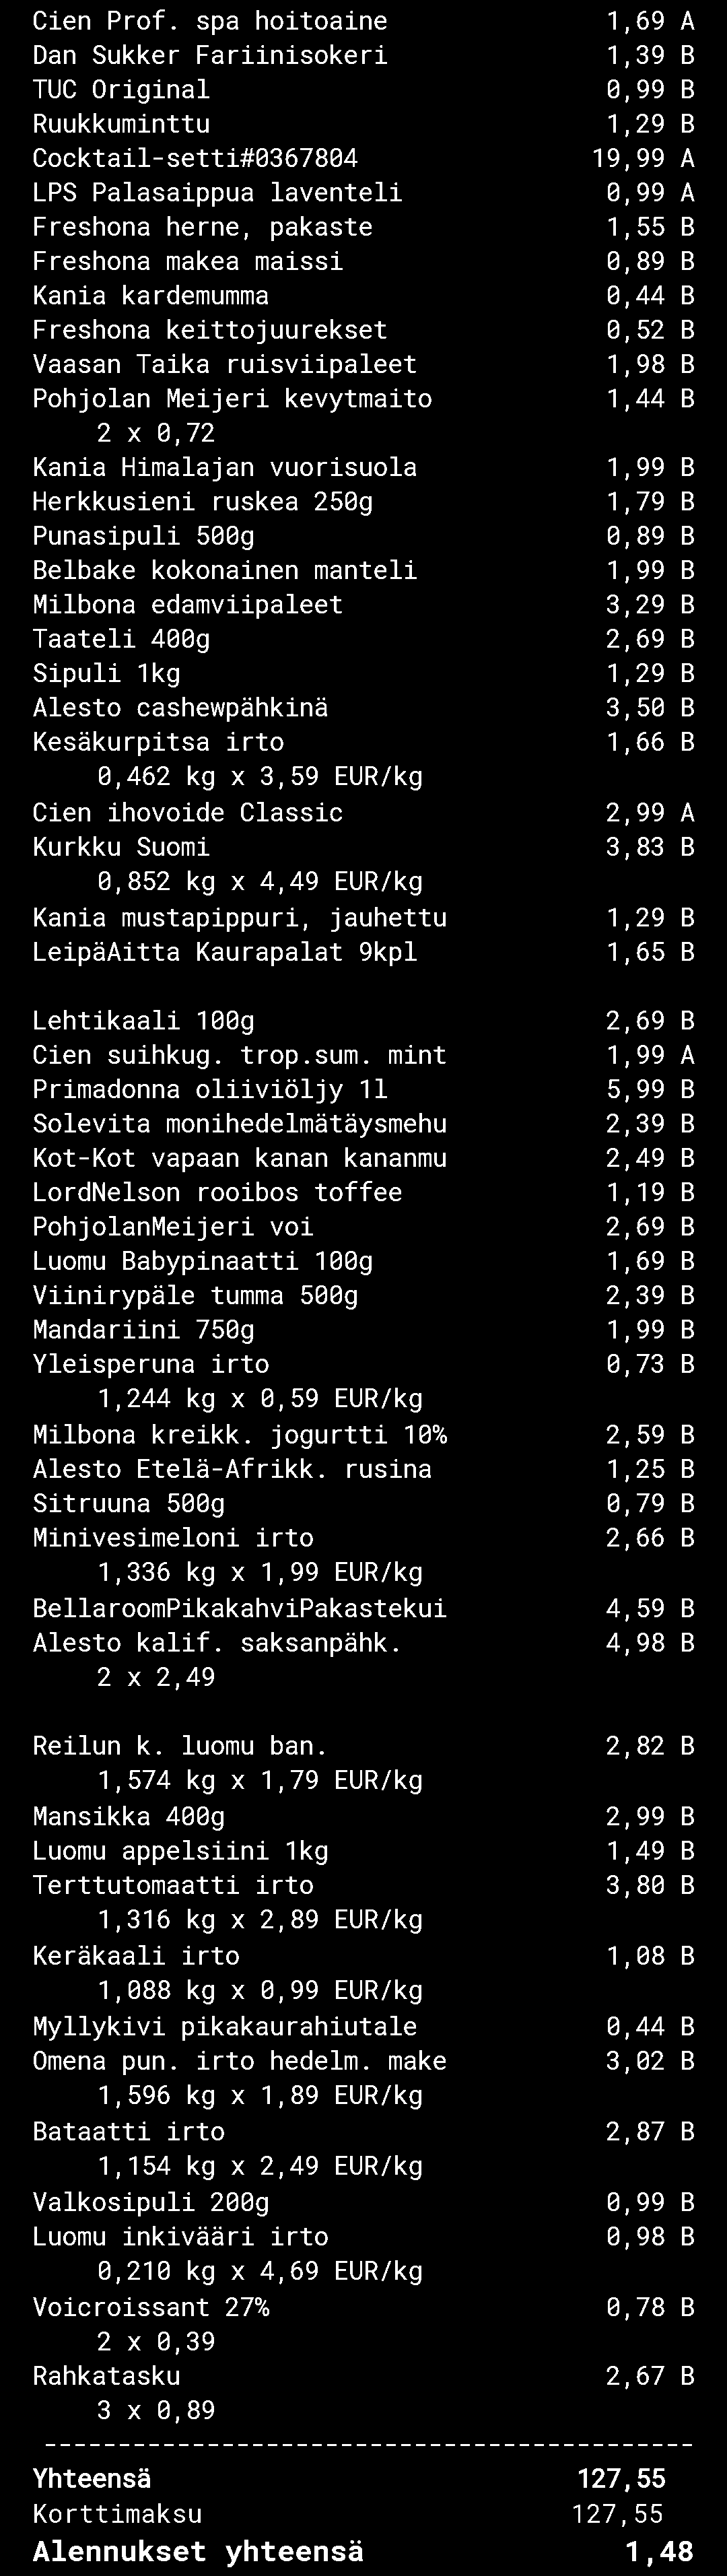 Cien Prof. spa hoitoaine 1,69 A
Dan Sukker Fariinisokeri 1,39 B
TUC Original 0,99 B
Ruukkuminttu 1,29 B
Cocktail-setti#0367804 19,99 A
LPS Palasaippua laventeli 0,99 A
Freshona herne, pakaste 1,55 B
Freshona makea maissi 0,89 B
Kania kardemumma 0,44 B
Freshona keittojuurekset 0,52 B
Vaasan Taika ruisviipaleet 1,98 B
Pohjolan Meijeri kevytmaito 1,44 B
2 x 0,72
Kania Himalajan vuorisuola 1,99 B
Herkkusieni ruskea 250g 1,79 B
Punasipuli 500g 0,89 B
Belbake kokonainen manteli 1,99 B
Milbona edamviipaleet 3,29 B
Taateli 400g 2,69 B
Sipuli 1kg 1,29 B
Alesto cashewpähkinä 3,50 B
Kesäkurpitsa irto 1,66 B
0,462 kg x 3,59 EUR/kg
Cien ihovoide Classic 2,99 A
Kurkku Suomi 3,83 B
0,852 kg x 4,49 EUR/kg
Kania mustapippuri, jauhettu 1,29 B
LeipäAitta Kaurapalat 9kpl 1,65 B
Lehtikaali 100g 2,69 B
Cien suihkug. trop.sum. mint 1,99 A
Primadonna oliiviöljy 1l 5,99 B
Solevita monihedelmätäysmehu 2,39 B
Kot-Kot vapaan kanan kananmu 2,49 B
LordNelson rooibos toffee 1,19 B
PohjolanMeijeri voi 2,69 B
Luomu Babypinaatti 100g 1,69 B
Viinirypäle tumma 500g 2,39 B
Mandariini 750g 1,99 B
Yleisperuna irto 0,73 B
1,244 kg x 0,59 EUR/kg
Milbona kreikk. jogurtti 10% 2,59 B
Alesto Etelä-Afrikk. rusina 1,25 B
Sitruuna 500g 0,79 B
Minivesimeloni irto 2,66 B
1,336 kg x 1,99 EUR/kg
BellaroomPikakahviPakastekui 4,59 B
Alesto kalif. saksanpähk. 4,98 B
2 x 2,49
Reilun k. luomu ban. 2,82 B
1,574 kg x 1,79 EUR/kg
Mansikka 400g 2,99 B
Luomu appelsiini 1kg 1,49 B
Terttutomaatti irto 3,80 B
1,316 kg x 2,89 EUR/kg
Keräkaali irto 1,08 B
1,088 kg x 0,99 EUR/kg
Myllykivi pikakaurahiutale 0,44 B
Omena pun. irto hedelm. make 3,02 B
1,596 kg x 1,89 EUR/kg
Bataatti irto 2,87 B
1,154 kg x 2,49 EUR/kg
Valkosipuli 200g 0,99 B
Luomu inkivääri irto 0,98 B
0,210 kg x 4,69 EUR/kg
Voicroissant 27% 0,78 B
2 x 0,39
Rahkatasku 2,67 B
3 x 0,89
--------------------------------------------
Yhteensä 127,55
Korttimaksu 127,55
Alennukset yhteensä 1,48